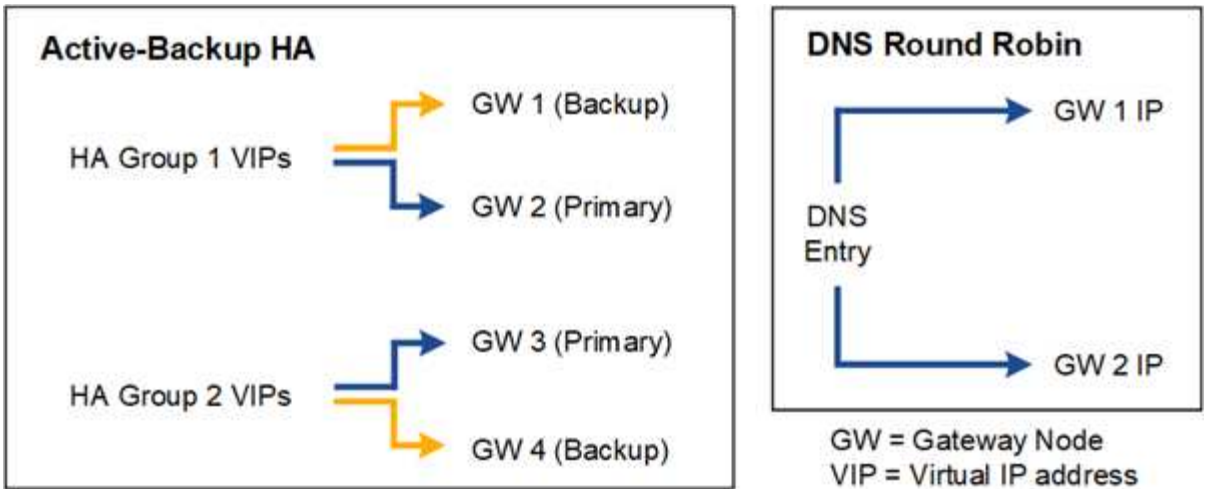 Active-Backup HA
HA Group 1 VIPs
GW 1 (Backup)
GW 2 (Primary)
HA Group 2 VIPs
GW 3 (Primary)
GW 4 (Backup)
DNS Round Robin
DNS
Entry
GW 1 IP
GW 2 IP
GW = Gateway Node
VIP = Virtual IP address